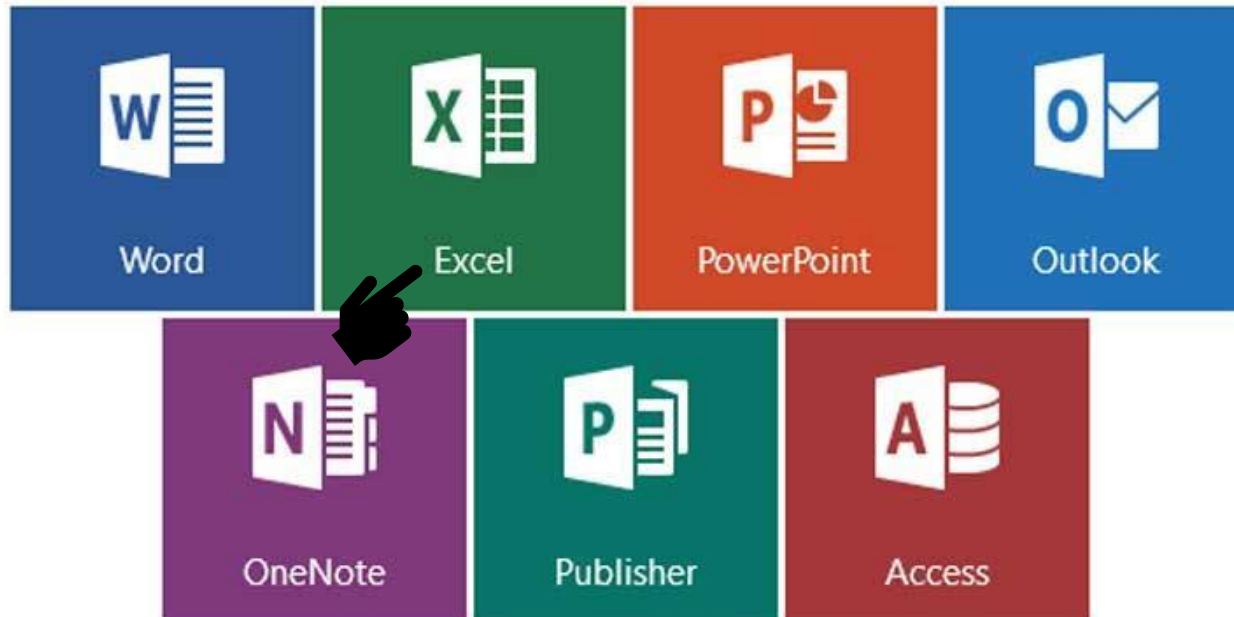 W X P O
Word Excel PowerPoint Outlook
N P A
OneNote Publisher Access